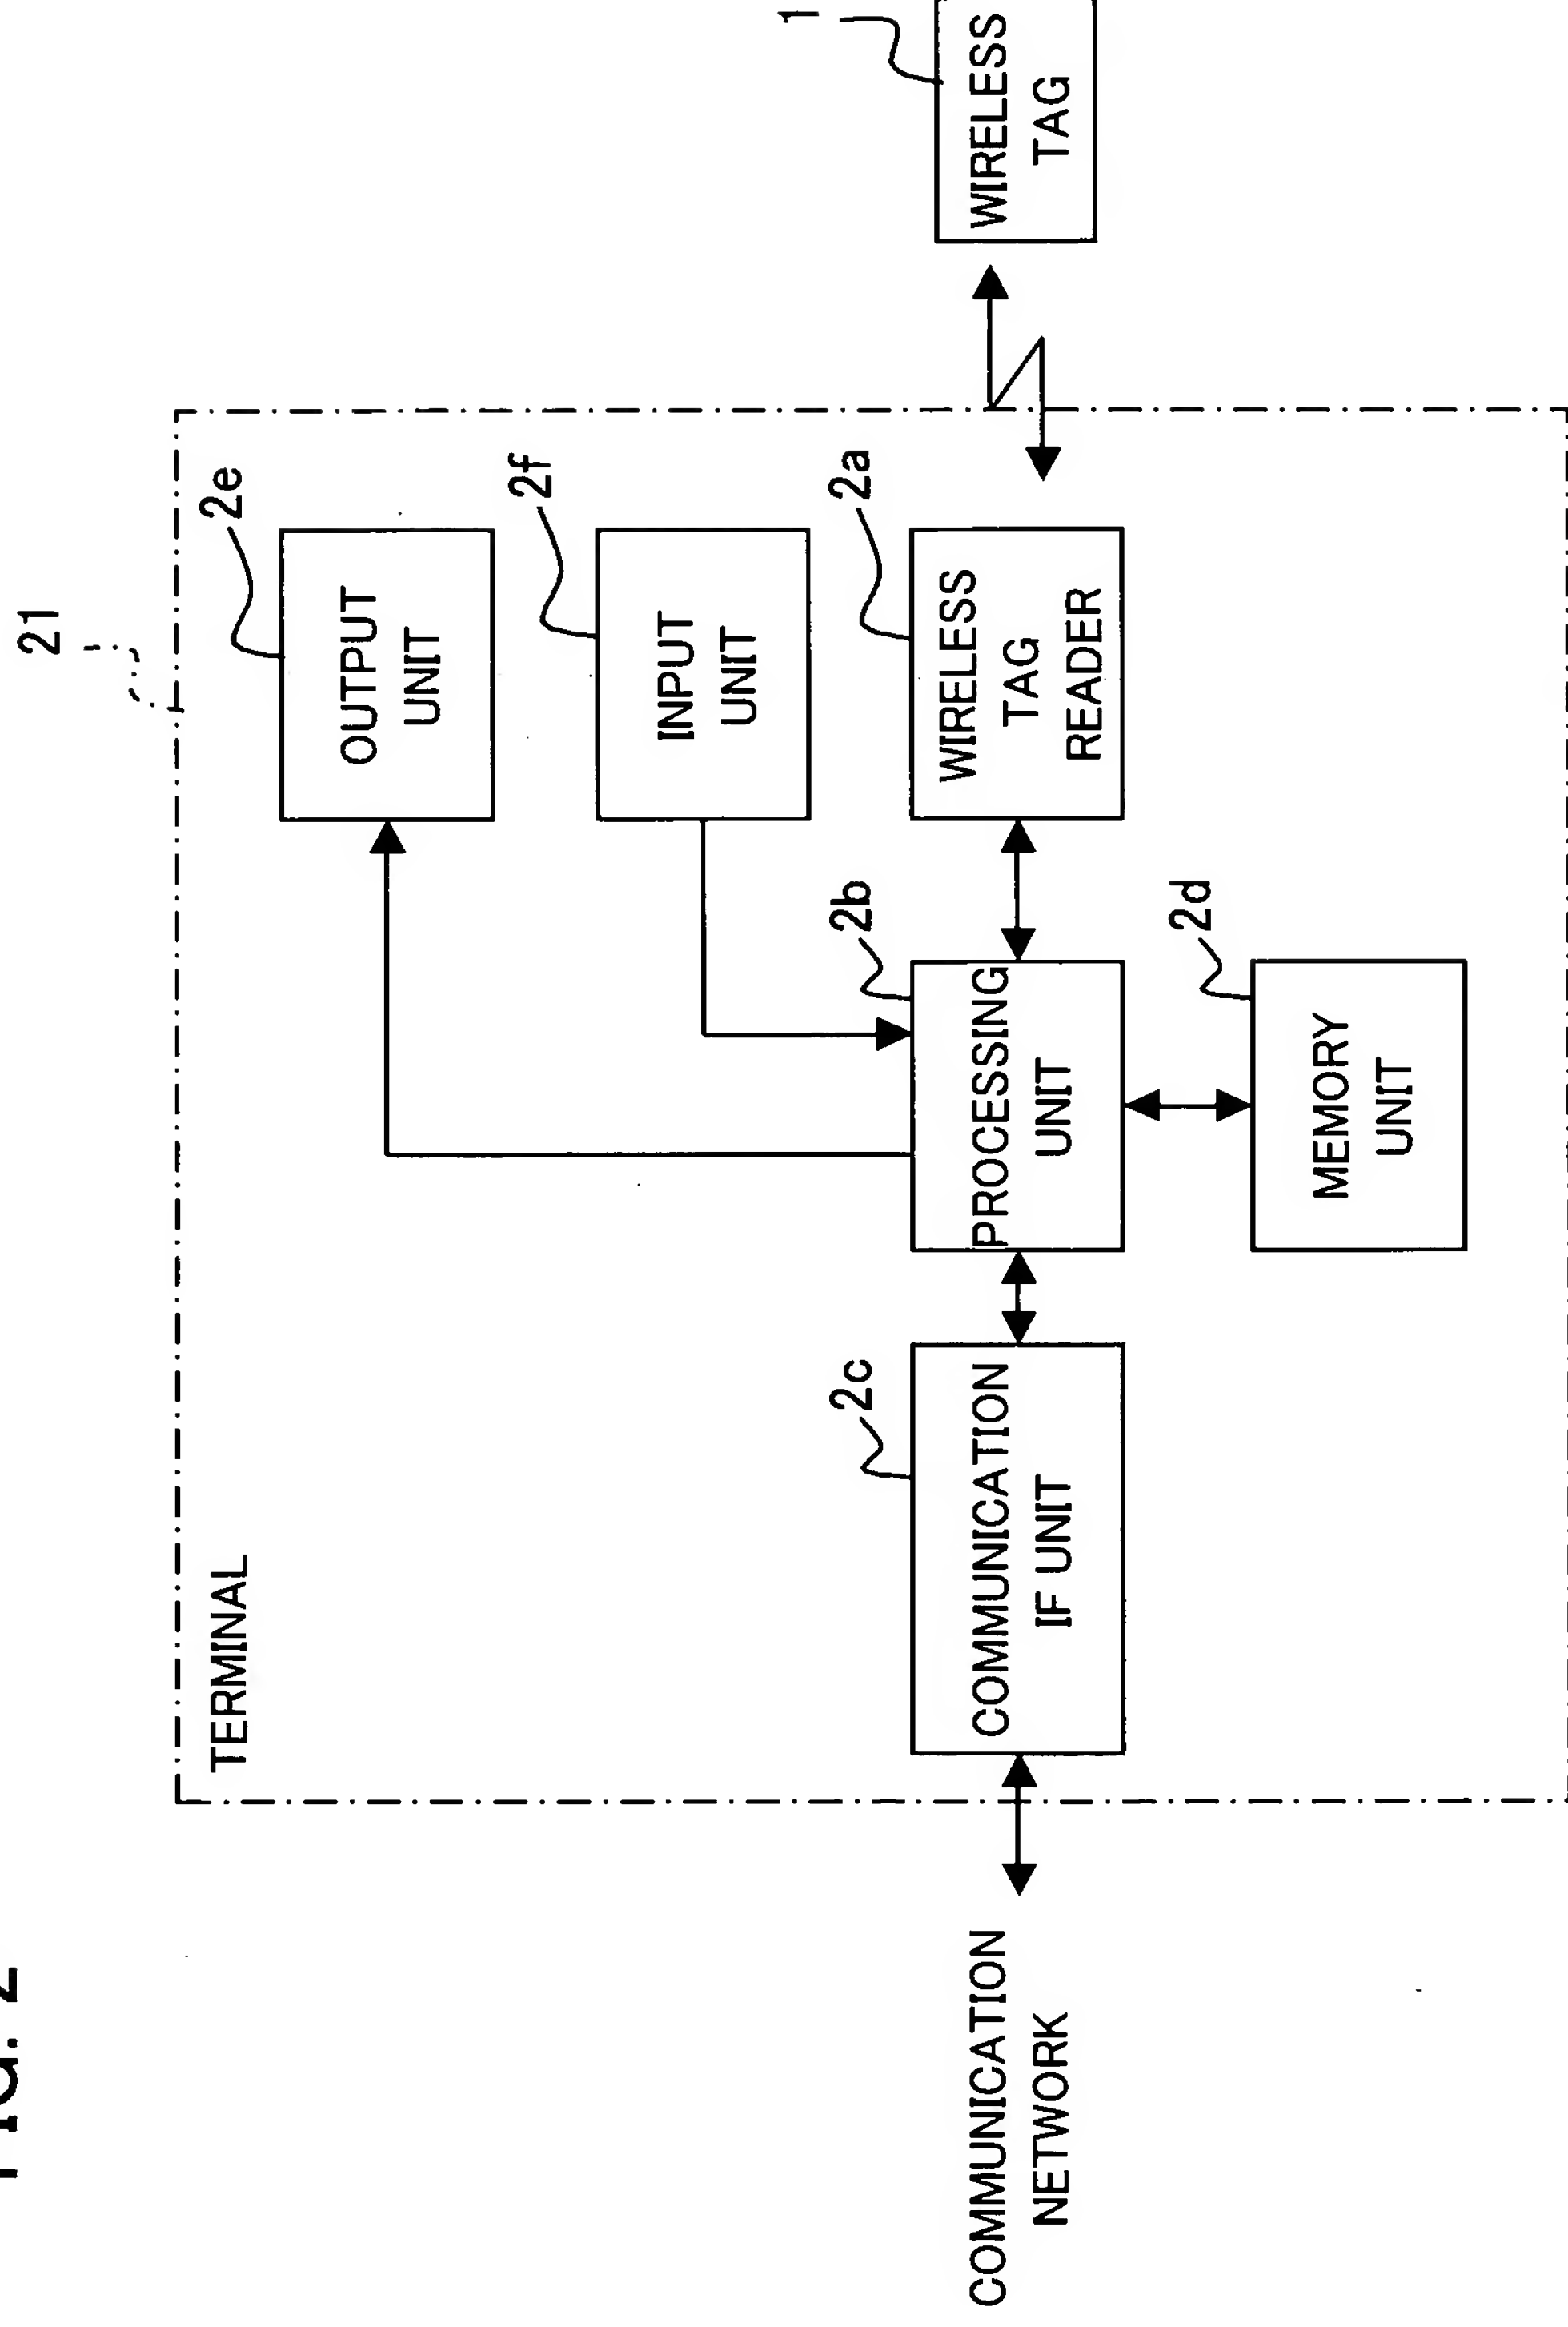 FIG. 2
21
TERMINAL
2e
OUTPUT
UNIT
2f
INPUT
UNIT
2c
COMMUNICATION
IF UNIT
2b
PROCESSING
UNIT
2a
WIRELESS
TAG
READER
2d
MEMORY
UNIT
1
WIRELESS
TAG
COMMUNICATION
NETWORK